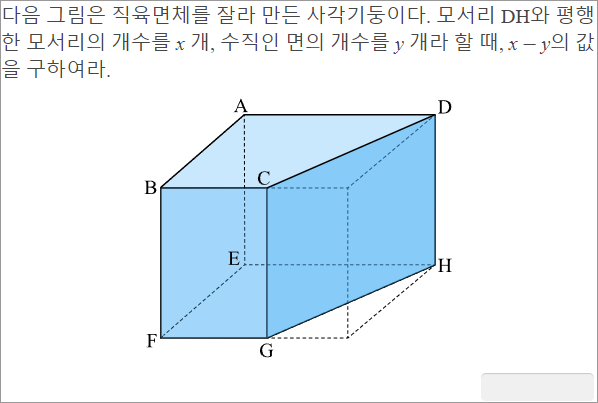 다음 그림은 직육면체를 잘라 만든 사각기둥이다. 모서리 DH와 평행
한 모서리의 개수를 x 개, 수직인 면의 개수를 y 개라 할 때, x − y의 값
을 구하여라.
A
D
B
C
E
H
F
G